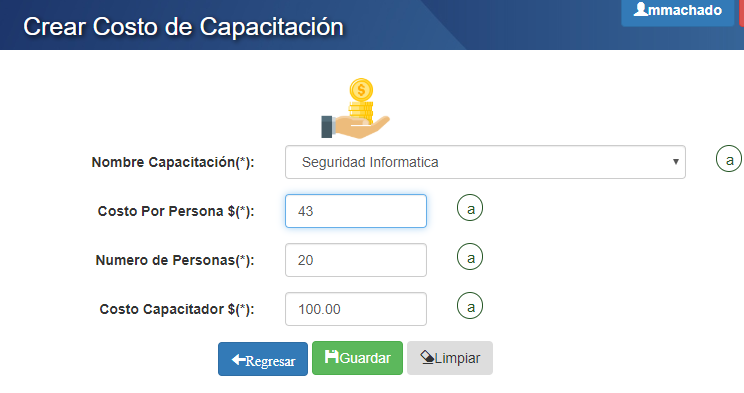 Crear Costo de Capacitación
mmachado
$
Nombre Capacitación(*):
Seguridad Informatica
a
Costo Por Persona $(*):
43
a
Numero de Personas(*):
20
a
Costo Capacitador $(*):
100.00
a
Regresar
Guardar
Limpiar